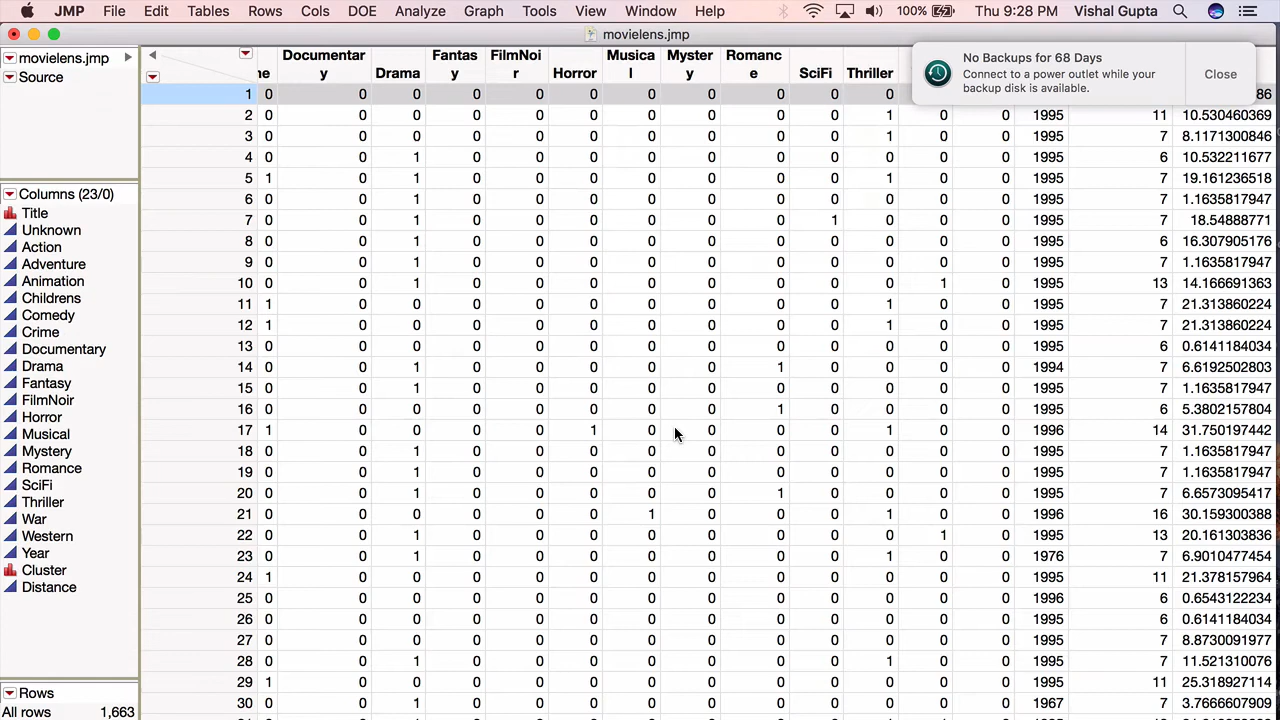 JMP File Edit Tables Rows Cols DOE Analyze Graph Tools View Window Help 100% Thu 9:28 PM Vishal Gupta
movielens.jmp
No Backups for 68 Days
Connect to a power outlet while your
backup disk is available.
Close
movielens.jmp
Source
Columns (23/0)
Title
Unknown
Action
Adventure
Animation
Childrens
Comedy
Crime
Documentary
Drama
Fantasy
FilmNoir
Horror
Musical
Mystery
Romance
SciFi
Thriller
War
Western
Year
Cluster
Distance
Rows
All rows 1,663
Documentar Fantas FilmNoi Musica Myster Romanc
ne y Drama y r Horror l y e SciFi Thriller
1 0 0 0 0 0 0 0 0 0 0 0 86
2 0 0 0 0 0 0 0 0 0 0 1 0 0 1995 11 10.530460369
3 0 0 0 0 0 0 0 0 0 0 1 0 0 1995 7 8.1171300846
4 0 0 1 0 0 0 0 0 0 0 0 0 0 1995 6 10.532211677
5 1 0 1 0 0 0 0 0 0 0 1 0 0 1995 7 19.161236518
6 0 0 1 0 0 0 0 0 0 0 0 0 0 1995 7 1.1635817947
7 0 0 1 0 0 0 0 0 0 1 0 0 0 1995 7 18.54888771
8 0 0 1 0 0 0 0 0 0 0 0 0 0 1995 6 16.307905176
9 0 0 1 0 0 0 0 0 0 0 0 0 0 1995 7 1.1635817947
10 0 0 1 0 0 0 0 0 0 0 0 1 0 1995 13 14.166691363
11 1 0 0 0 0 0 0 0 0 0 1 0 0 1995 7 21.313860224
12 1 0 0 0 0 0 0 0 0 0 1 0 0 1995 7 21.313860224
13 0 0 0 0 0 0 0 0 0 0 0 0 0 1995 6 0.6141184034
14 0 0 1 0 0 0 0 0 1 0 0 0 0 1994 7 6.6192502803
15 0 0 1 0 0 0 0 0 0 0 0 0 0 1995 7 1.1635817947
16 0 0 0 0 0 0 0 0 1 0 0 0 0 1995 6 5.3802157804
17 1 0 0 0 0 1 0 0 0 0 1 0 0 1996 14 31.750197442
18 0 0 1 0 0 0 0 0 0 0 0 0 0 1995 7 1.1635817947
19 0 0 1 0 0 0 0 0 0 0 0 0 0 1995 7 1.1635817947
20 0 0 1 0 0 0 0 0 1 0 0 0 0 1995 7 6.6573095417
21 0 0 0 0 0 0 1 0 0 0 1 0 0 1996 16 30.159300388
22 0 0 1 0 0 0 0 0 0 0 0 1 0 1995 13 20.161303836
23 0 0 1 0 0 0 0 0 0 0 1 0 0 1976 7 6.9010477454
24 1 0 0 0 0 0 0 0 0 0 1 0 0 1995 11 21.378157964
25 0 0 0 0 0 0 0 0 0 0 0 0 0 1996 6 0.6543122234
26 0 0 0 0 0 0 0 0 0 0 0 0 0 1995 6 0.6141184034
27 0 0 1 0 0 0 0 0 0 0 0 0 0 1995 7 8.8730091977
28 0 0 1 0 0 0 0 0 0 0 1 0 0 1995 7 11.521310076
29 1 0 0 0 0 0 0 0 0 0 0 0 0 1995 11 25.318927114
30 0 0 0 0 0 0 0 0 0 0 0 0 0 1967 7 3.7666607909